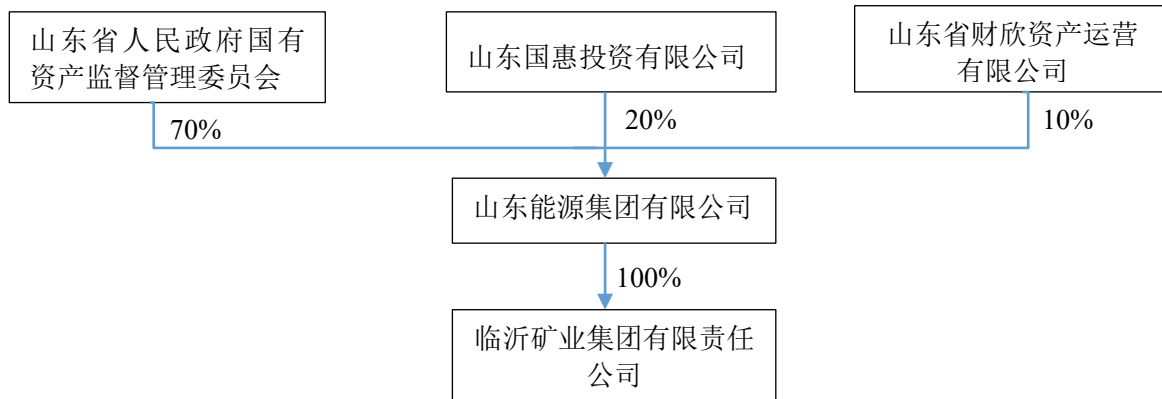 山东省人民政府国有
资产监督管理委员会
山东国惠投资有限公司
山东省财欣资产运营
有限公司
70%
20%
10%
山东能源集团有限公司
100%
临沂矿业集团有限责任
公司